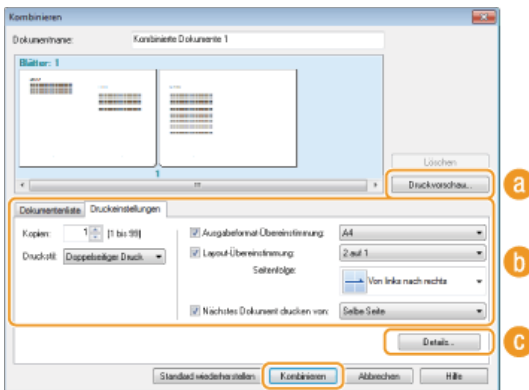 Kombinieren
Dokumentname: Kombinierte Dokumente 1
Blätter: 1
1
Löschen
Druckvorschau...
a
Dokumentenliste Druckeinstellungen
Kopien: 1 [1 bis 99]
Ausgabeformat-Übereinstimmung: A4
Druckstil: Doppelseitiger Druck
Layout-Übereinstimmung: 2 auf 1
b
Seitenfolge:
Von links nach rechts
Nächstes Dokument drucken von: Selbe Seite
Details...
c
Standard wiederherstellen Kombinieren Abbrechen Hilfe